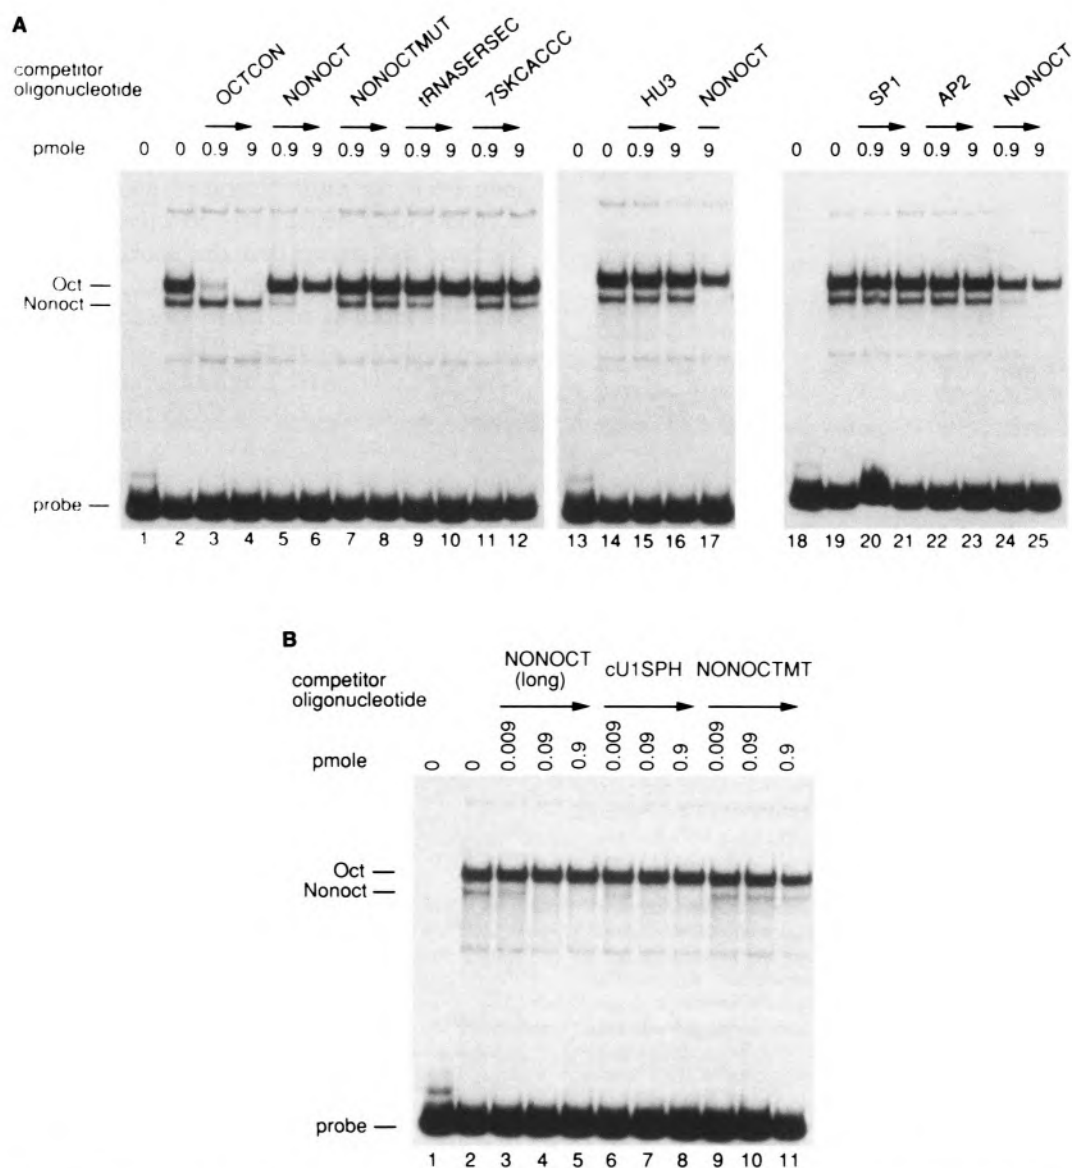 A
competitor oligonucleotide
OCTCON NONOCT NONOCTMUT tRNASERSEC 7SKCACCC HU3 NONOCT SP1 AP2 NONOCT
pmole 0 0 0.9 9 0.9 9 0.9 9 0.9 9 0.9 9 0 0 0.9 9 9 0 0 0.9 9 0.9 9 0.9 9
Oct
Nonoct
probe
1 2 3 4 5 6 7 8 9 10 11 12 13 14 15 16 17 18 19 20 21 22 23 24 25
B
competitor oligonucleotide
NONOCT (long) cU1SPH NONOCTMT
pmole 0 0 0.009 0.09 0.9 0.009 0.09 0.9 0.009 0.09 0.9
Oct
Nonoct
probe
1 2 3 4 5 6 7 8 9 10 11